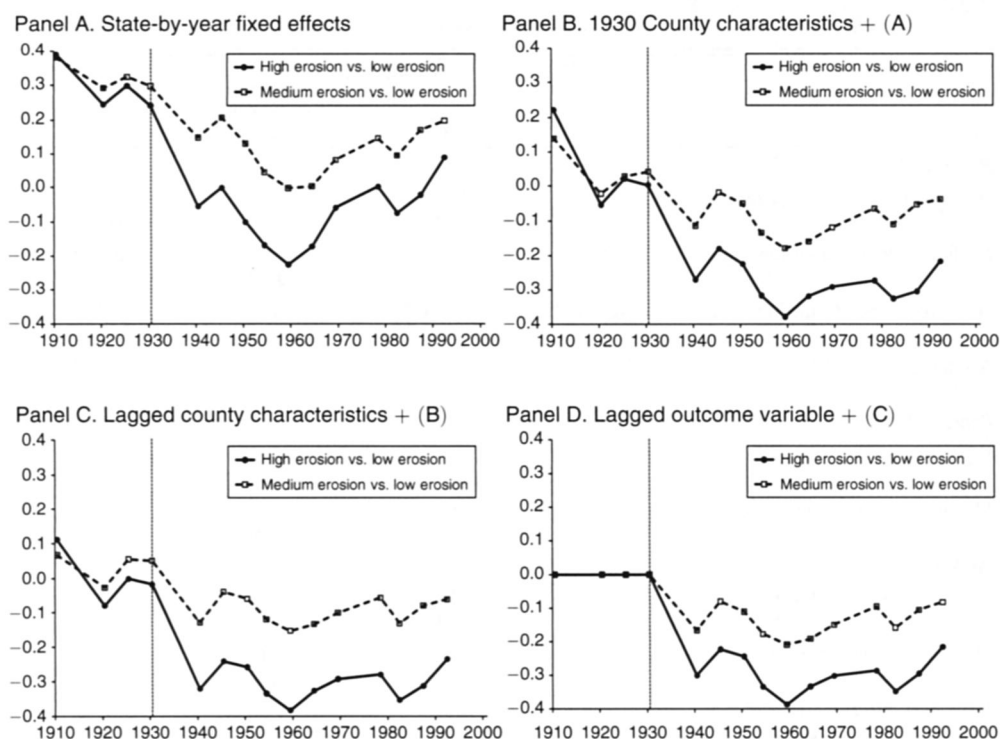 Panel A. State-by-year fixed effects
High erosion vs. low erosion
Medium erosion vs. low erosion
0.4
0.3
0.2
0.1
0.0
−0.1
−0.2
−0.3
−0.4
1910 1920 1930 1940 1950 1960 1970 1980 1990 2000
Panel B. 1930 County characteristics + (A)
High erosion vs. low erosion
Medium erosion vs. low erosion
0.4
0.3
0.2
0.1
0.0
−0.1
−0.2
−0.3
−0.4
1910 1920 1930 1940 1950 1960 1970 1980 1990 2000
Panel C. Lagged county characteristics + (B)
High erosion vs. low erosion
Medium erosion vs. low erosion
0.4
0.3
0.2
0.1
0.0
−0.1
−0.2
−0.3
−0.4
1910 1920 1930 1940 1950 1960 1970 1980 1990 2000
Panel D. Lagged outcome variable + (C)
High erosion vs. low erosion
Medium erosion vs. low erosion
0.4
0.3
0.2
0.1
0.0
−0.1
−0.2
−0.3
−0.4
1910 1920 1930 1940 1950 1960 1970 1980 1990 2000